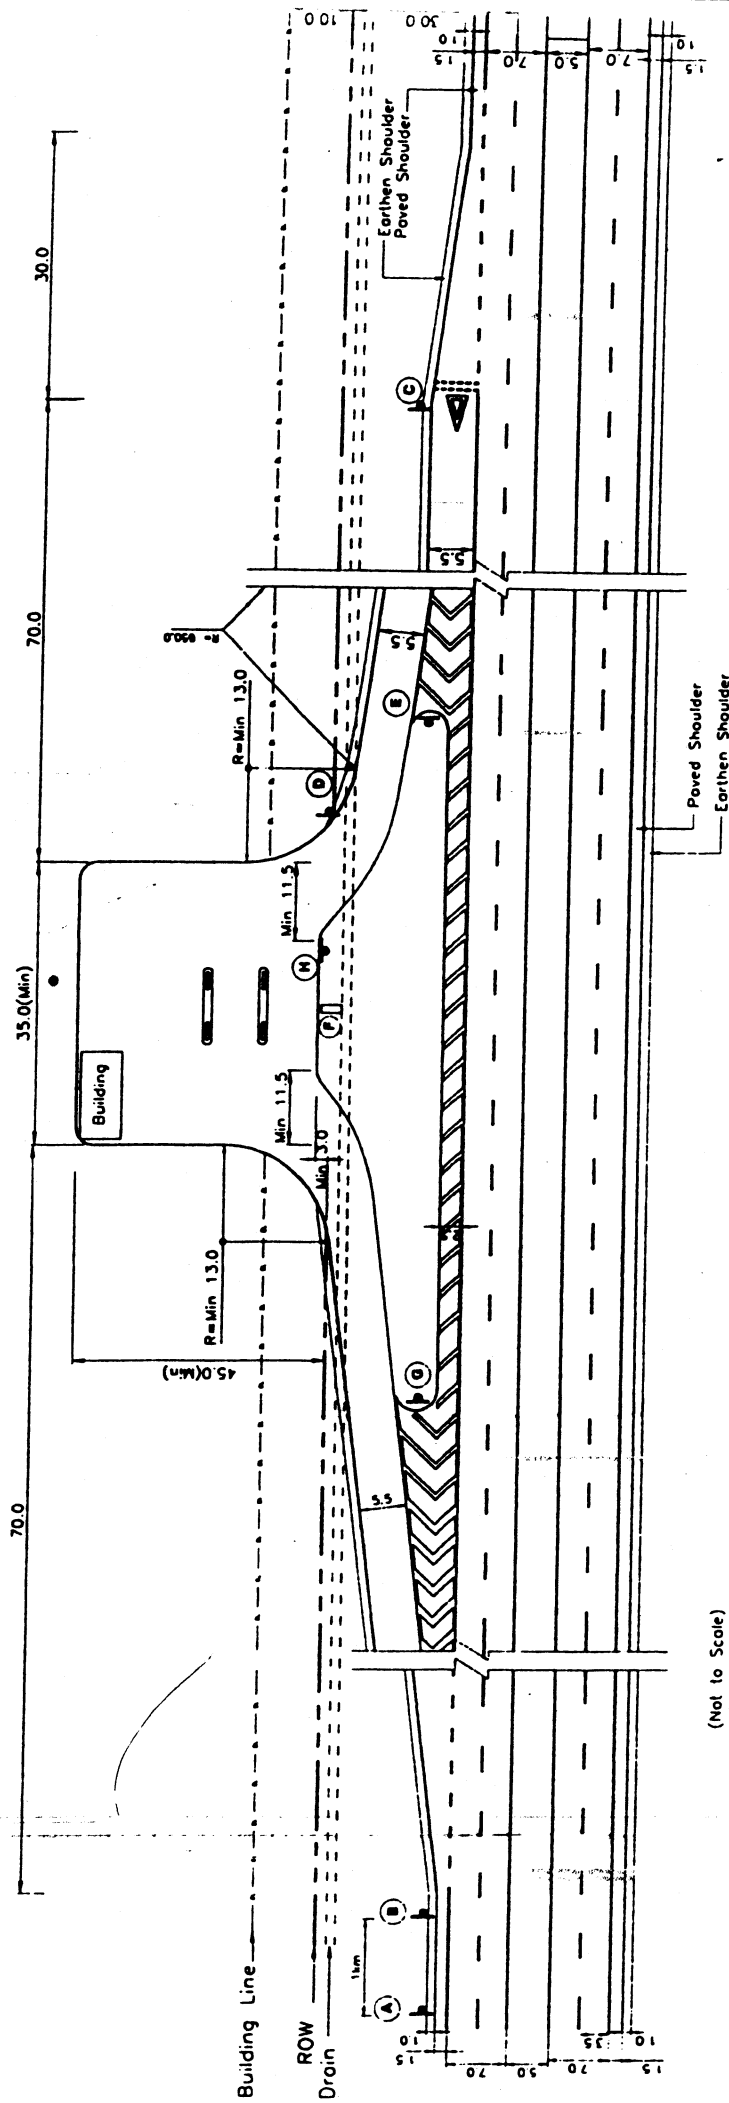 10.0
30.0
1.0
1.5
7.0
5.0
7.0
1.0
1.5
30.0
Earthen Shoulder
Paved Shoulder
C
70.0
5.5
5.5
R=Min 13.0
E
D
Min 11.5
H
35.0(Min)
F
Building
Min 11.5
Min 3.0
R=Min 13.0
45.0(Min)
G
70.0
5.5
Paved Shoulder
Earthen Shoulder
(Not to Scale)
Building Line
ROW
Drain
B
1km
A
1.0
1.5
7.0
5.0
7.0
3.5
1.0
1.5